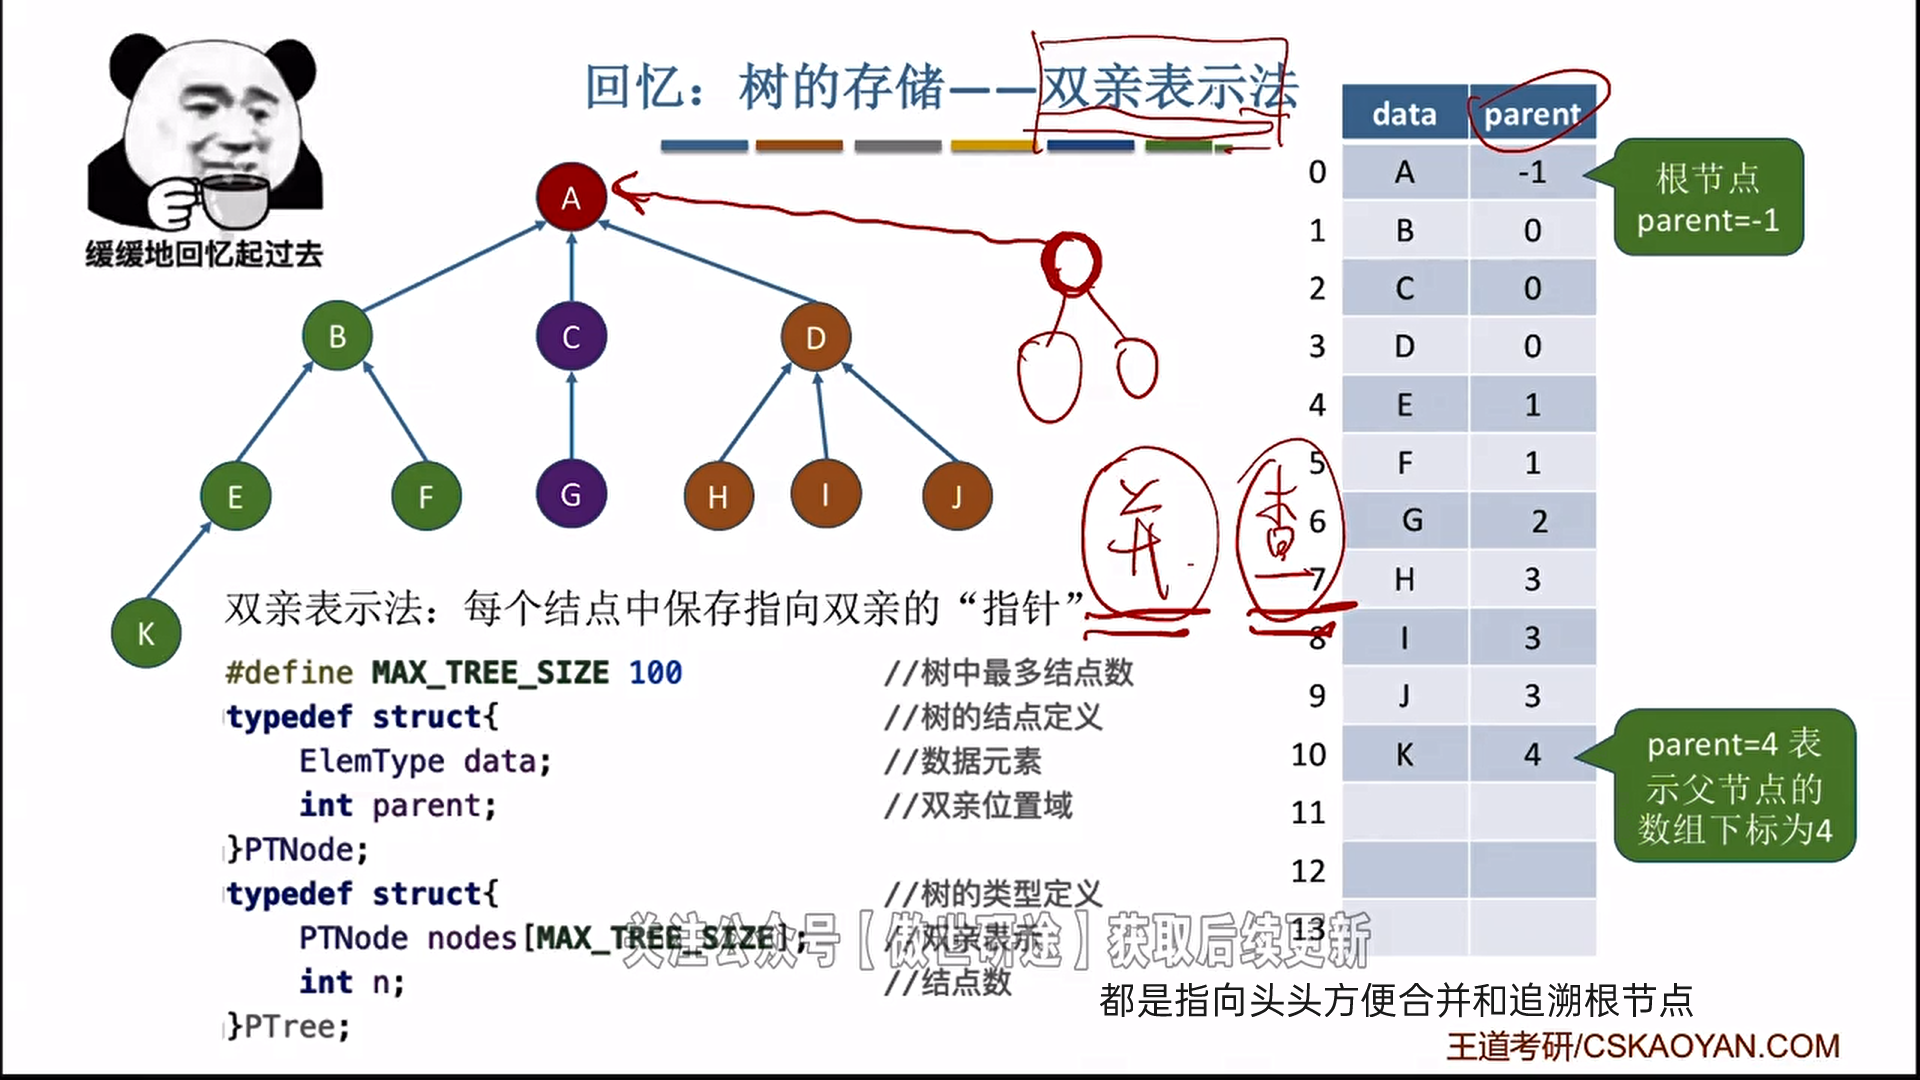 回忆：树的存储——双亲表示法
缓缓地回忆起过去
A
B
C
D
E
F
G
H
I
J
K
并 查
data parent
0 A -1
1 B 0
2 C 0
3 D 0
4 E 1
5 F 1
6 G 2
7 H 3
8 I 3
9 J 3
10 K 4
11
12
13
根节点
parent=-1
parent=4 表
示父节点的
数组下标为4
双亲表示法：每个结点中保存指向双亲的“指针”
#define MAX_TREE_SIZE 100 //树中最多结点数
typedef struct{ //树的结点定义
ElemType data; //数据元素
int parent; //双亲位置域
}PTNode;
typedef struct{ //树的类型定义
PTNode nodes[MAX_TREE_SIZE]; //双亲表示
int n; //结点数
}PTree;
关注公众号【傲世研途】获取后续更新
都是指向头头方便合并和追溯根节点
王道考研/CSKAOYAN.COM